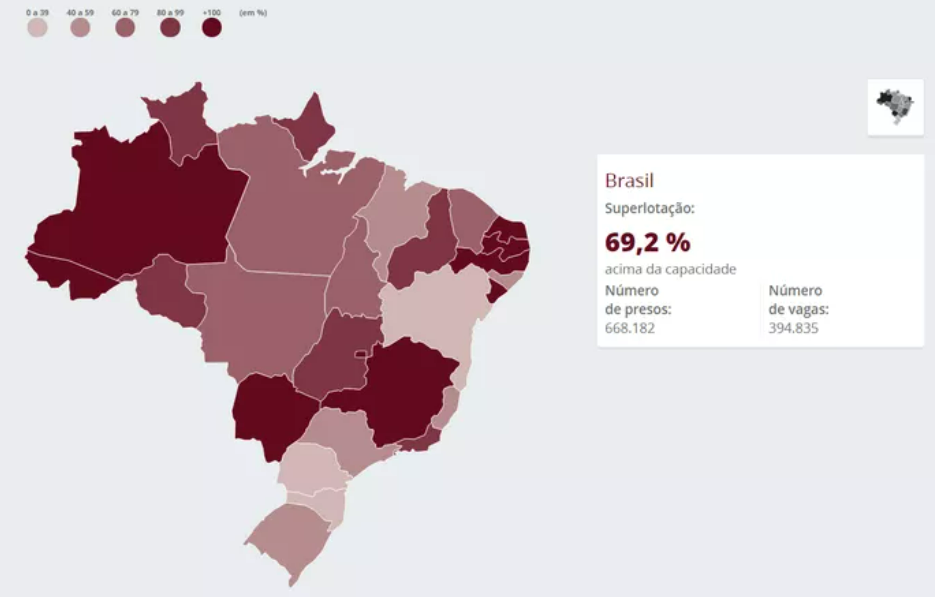 0 a 39 40 a 59 60 a 79 80 a 99 +100 (em %)
Brasil
Superlotação:
69,2 %
acima da capacidade
Número
de presos:
668.182
Número
de vagas:
394.835